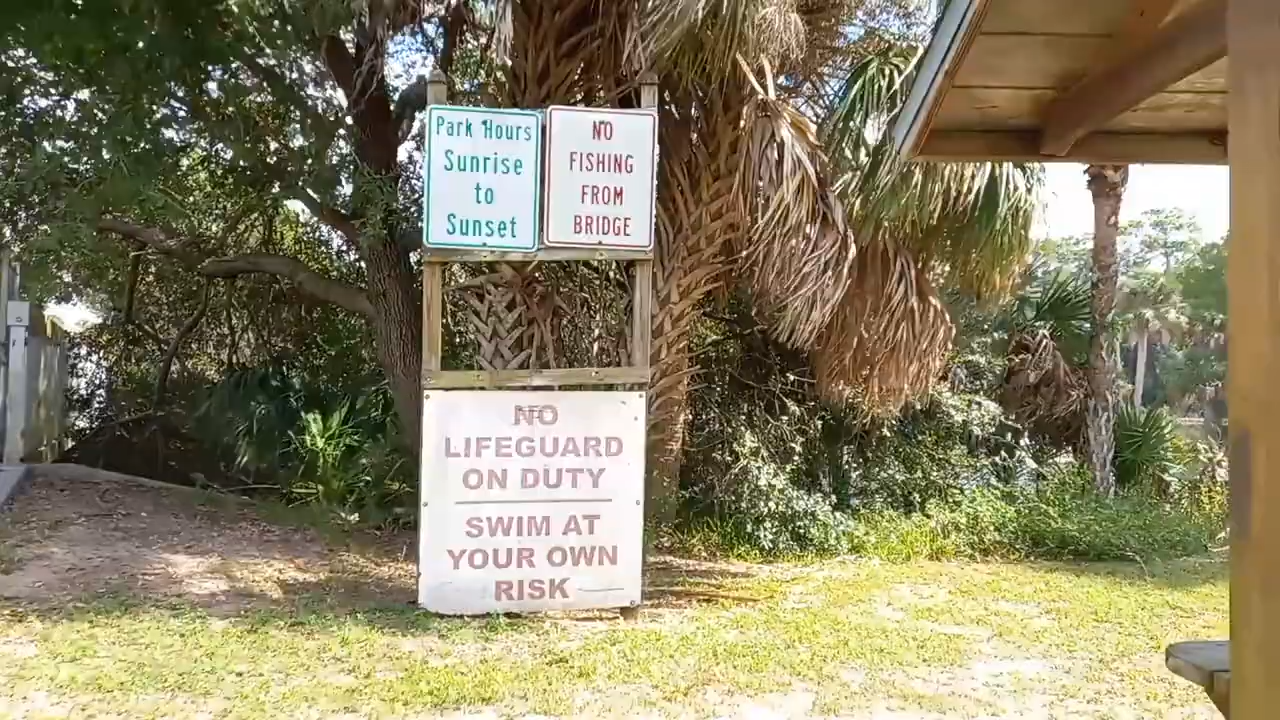 Park Hours
Sunrise
to
Sunset
NO
FISHING
FROM
BRIDGE
NO
LIFEGUARD
ON DUTY
SWIM AT
YOUR OWN
RISK